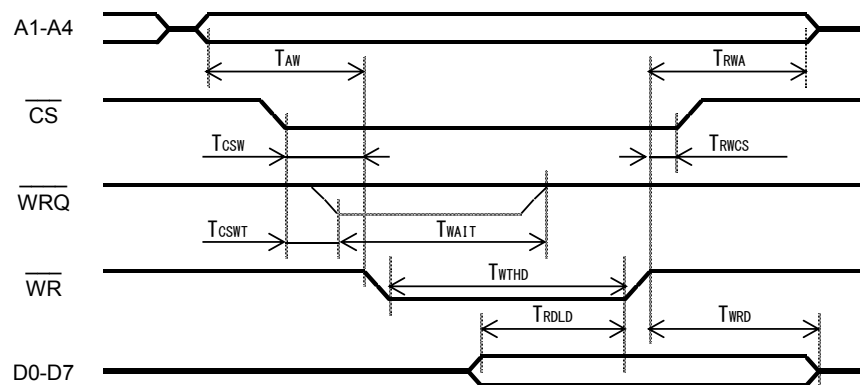 A1-A4
TAW
TRWA
CS
TCSW
TRWCS
WRQ
TCSWT
TWAIT
WR
TWTHD
TRDLD
TWRD
D0-D7